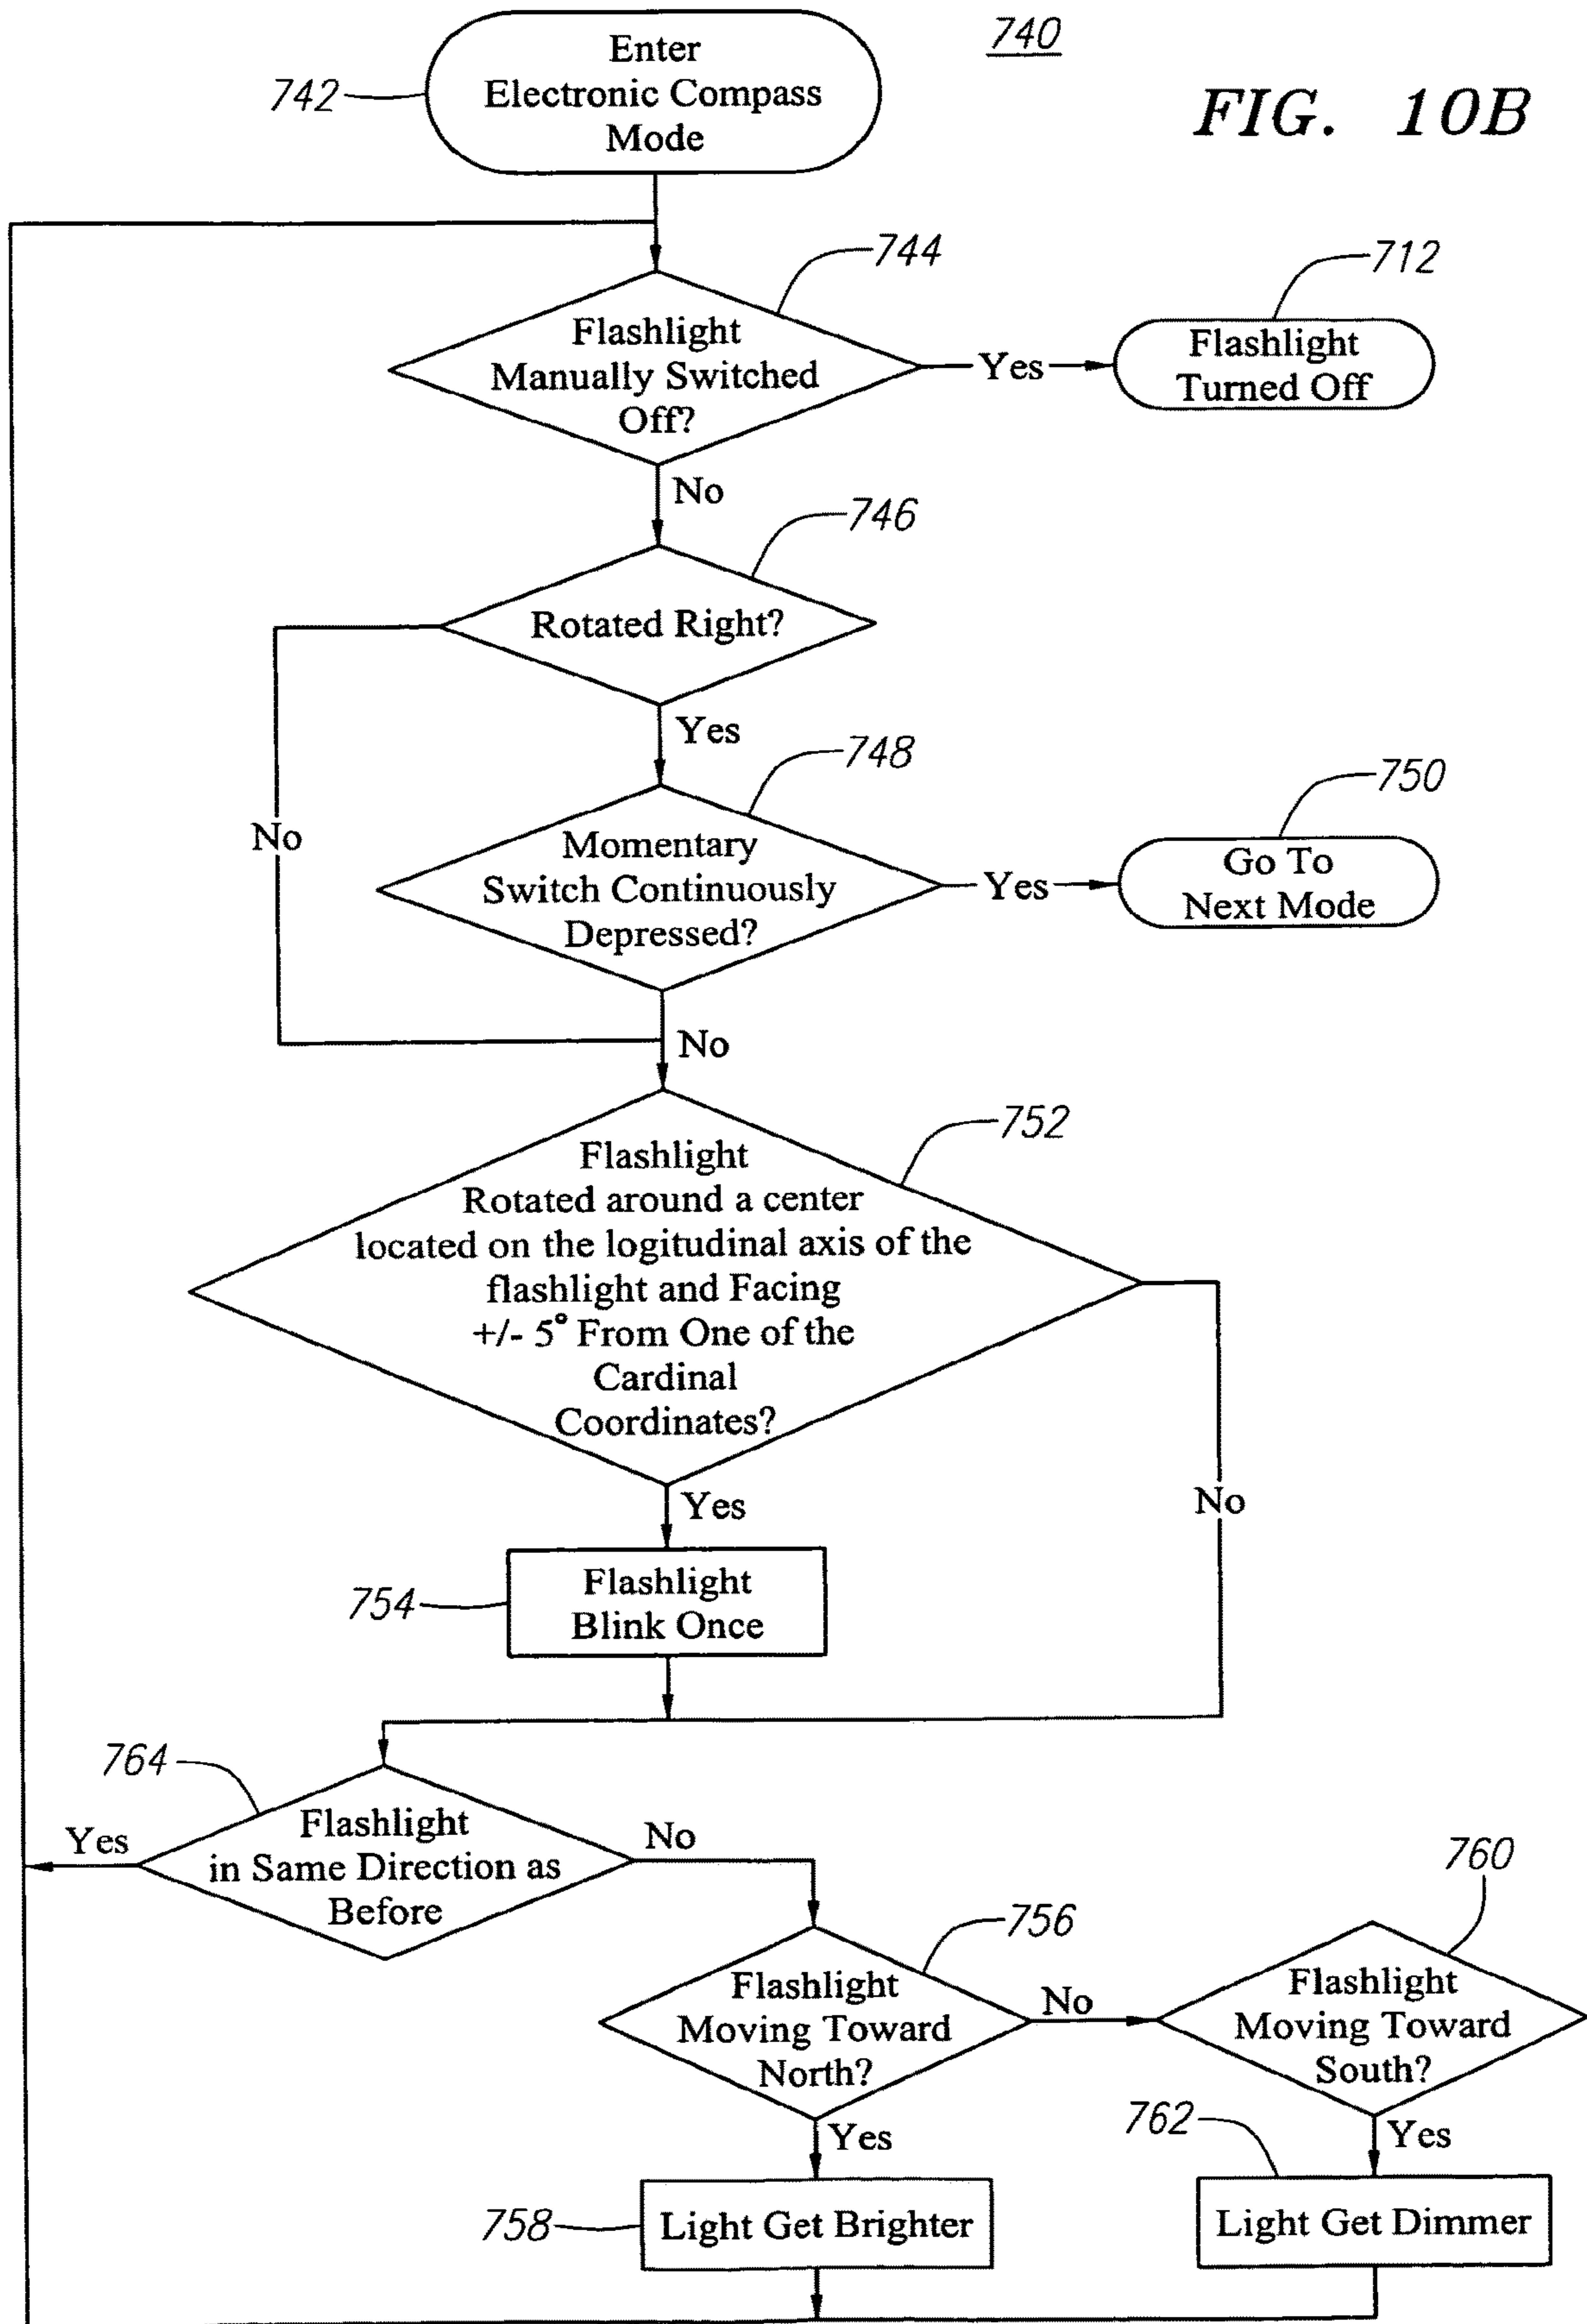 740
FIG. 10B
742
Enter
Electronic Compass
Mode
744
712
Flashlight
Manually Switched
Off?
Yes
Flashlight
Turned Off
No
746
Rotated Right?
Yes
748
750
No
Momentary
Switch Continuously
Depressed?
Yes
Go To
Next Mode
No
752
Flashlight
Rotated around a center
located on the logitudinal axis of the
flashlight and Facing
+/- 5° From One of the
Cardinal
Coordinates?
Yes
No
754
Flashlight
Blink Once
764
Yes
Flashlight
in Same Direction as
Before
No
756
760
Flashlight
Moving Toward
North?
No
Flashlight
Moving Toward
South?
Yes
762
Yes
758
Light Get Brighter
Light Get Dimmer